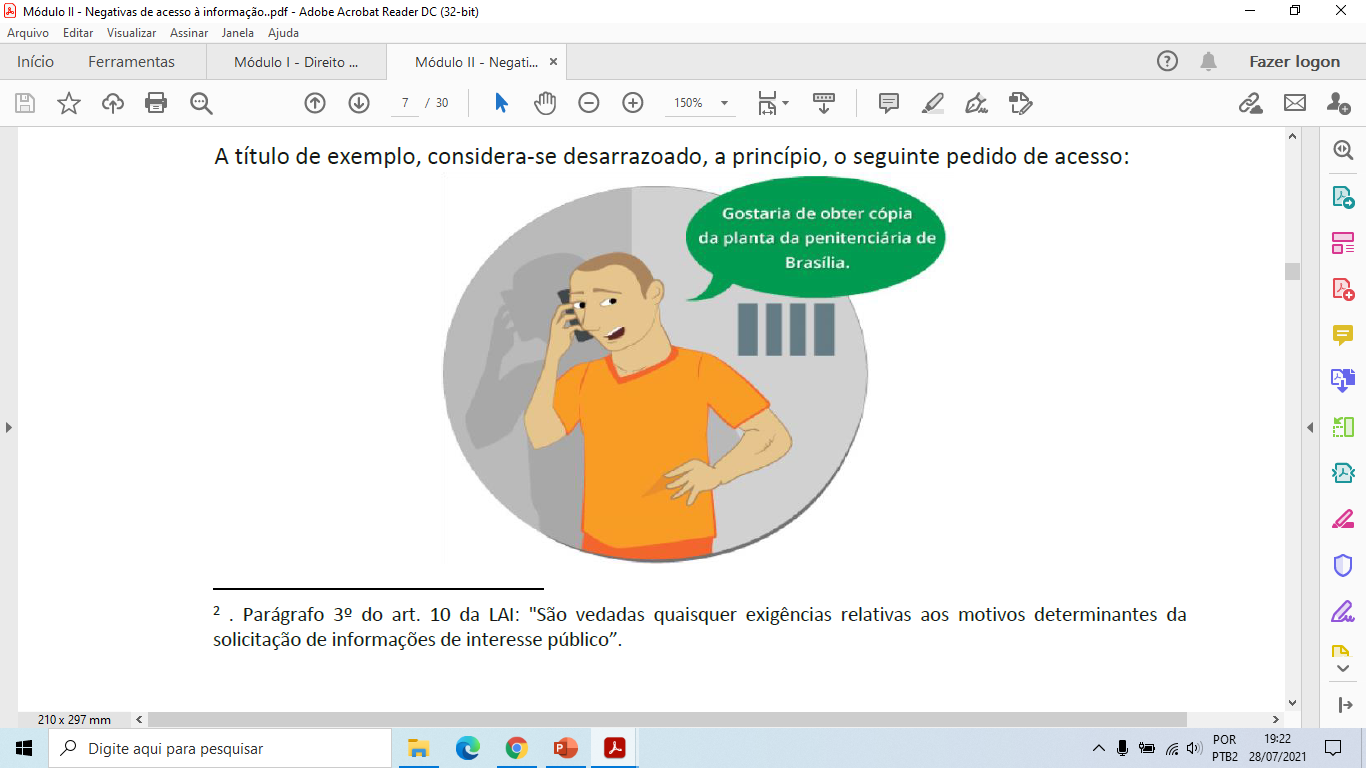 Módulo II - Negativas de acesso à informação..pdf - Adobe Acrobat Reader DC (32-bit)
Arquivo Editar Visualizar Assinar Janela Ajuda
Início Ferramentas Módulo I - Direito ... Módulo II - Negati... × Fazer logon
7 / 30 150%
A título de exemplo, considera-se desarrazoado, a princípio, o seguinte pedido de acesso:
Gostaria de obter cópia
da planta da penitenciária de
Brasília.
² . Parágrafo 3º do art. 10 da LAI: "São vedadas quaisquer exigências relativas aos motivos determinantes da
solicitação de informações de interesse público”.
210 x 297 mm
Digite aqui para pesquisar
POR 19:22
PTB2 28/07/2021